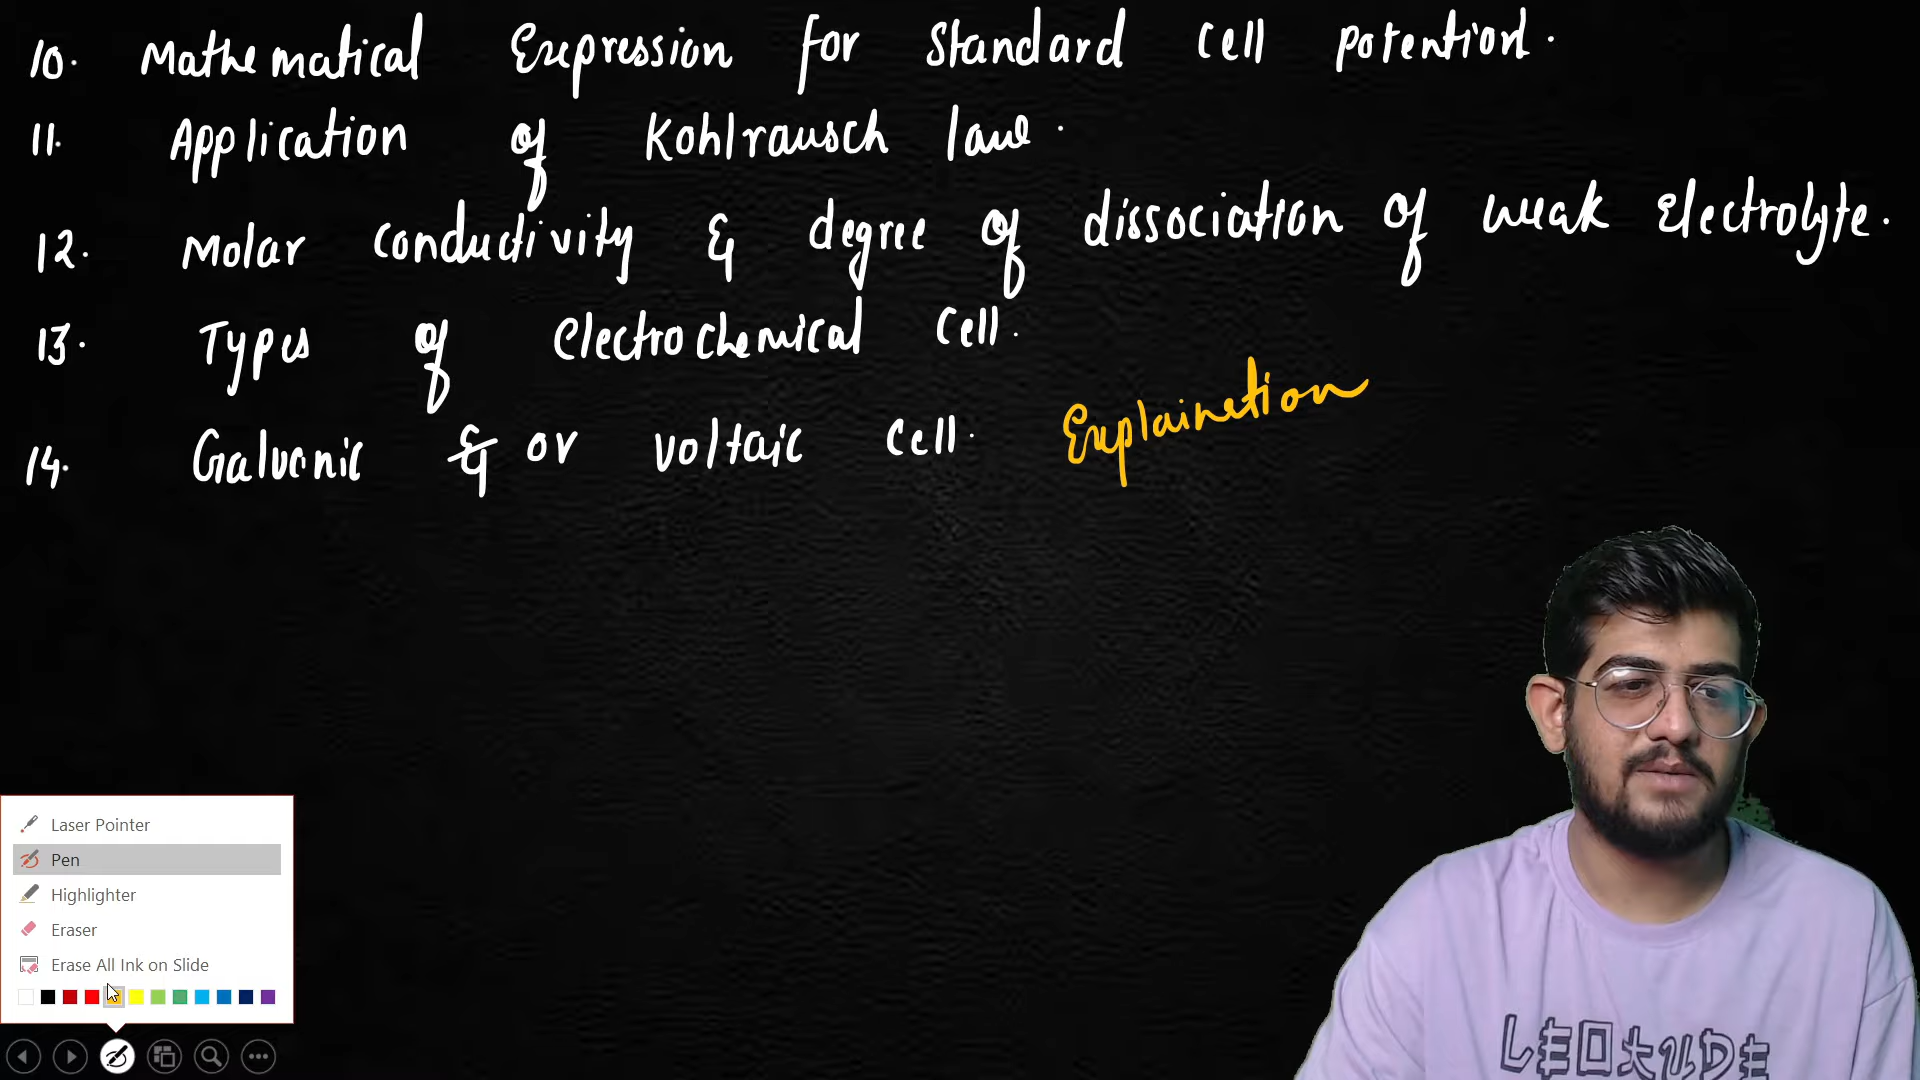 10. Mathematical Expression for standard cell potential.
11. Application of Kohlrausch law.
12. Molar conductivity & degree of dissociation of weak Electrolyte.
13. Types of Electrochemical Cell.
14. Galvanic & or voltaic cell. Explaination
Laser Pointer
Pen
Highlighter
Eraser
Erase All Ink on Slide